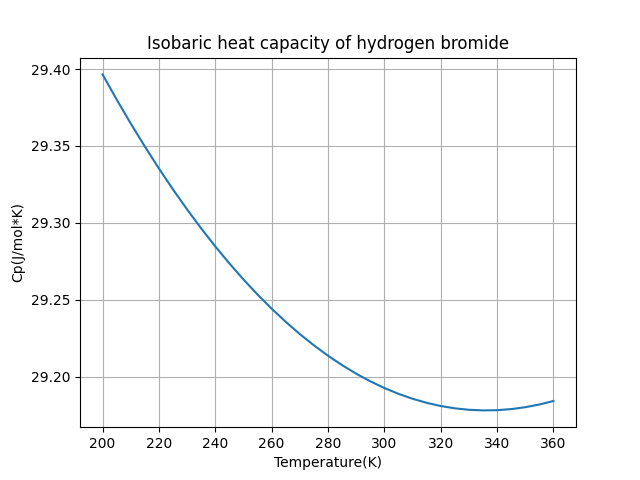 Isobaric heat capacity of hydrogen bromide
29.40
29.35
29.30
29.25
29.20
Cp(J/mol*K)
200 220 240 260 280 300 320 340 360
Temperature(K)